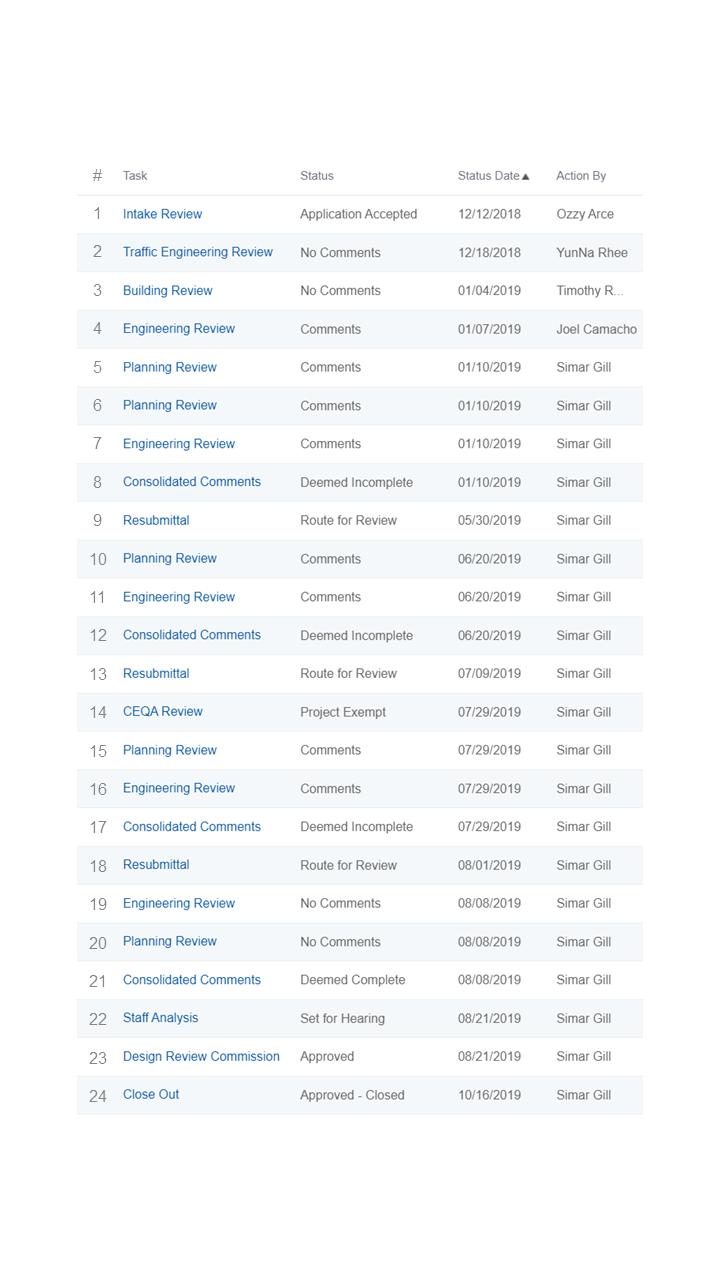 # Task Status Status Date▲ Action By
1 Intake Review Application Accepted 12/12/2018 Ozzy Arce
2 Traffic Engineering Review No Comments 12/18/2018 YunNa Rhee
3 Building Review No Comments 01/04/2019 Timothy R...
4 Engineering Review Comments 01/07/2019 Joel Camacho
5 Planning Review Comments 01/10/2019 Simar Gill
6 Planning Review Comments 01/10/2019 Simar Gill
7 Engineering Review Comments 01/10/2019 Simar Gill
8 Consolidated Comments Deemed Incomplete 01/10/2019 Simar Gill
9 Resubmittal Route for Review 05/30/2019 Simar Gill
10 Planning Review Comments 06/20/2019 Simar Gill
11 Engineering Review Comments 06/20/2019 Simar Gill
12 Consolidated Comments Deemed Incomplete 06/20/2019 Simar Gill
13 Resubmittal Route for Review 07/09/2019 Simar Gill
14 CEQA Review Project Exempt 07/29/2019 Simar Gill
15 Planning Review Comments 07/29/2019 Simar Gill
16 Engineering Review Comments 07/29/2019 Simar Gill
17 Consolidated Comments Deemed Incomplete 07/29/2019 Simar Gill
18 Resubmittal Route for Review 08/01/2019 Simar Gill
19 Engineering Review No Comments 08/08/2019 Simar Gill
20 Planning Review No Comments 08/08/2019 Simar Gill
21 Consolidated Comments Deemed Complete 08/08/2019 Simar Gill
22 Staff Analysis Set for Hearing 08/21/2019 Simar Gill
23 Design Review Commission Approved 08/21/2019 Simar Gill
24 Close Out Approved - Closed 10/16/2019 Simar Gill